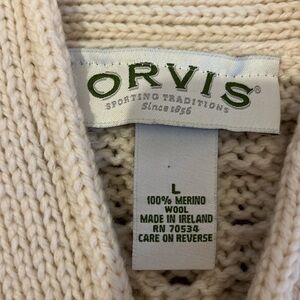 ORVIS®
SPORTING TRADITIONS
Since 1856
L
100% MERINO
WOOL
MADE IN IRELAND
RN 70534
CARE ON REVERSE